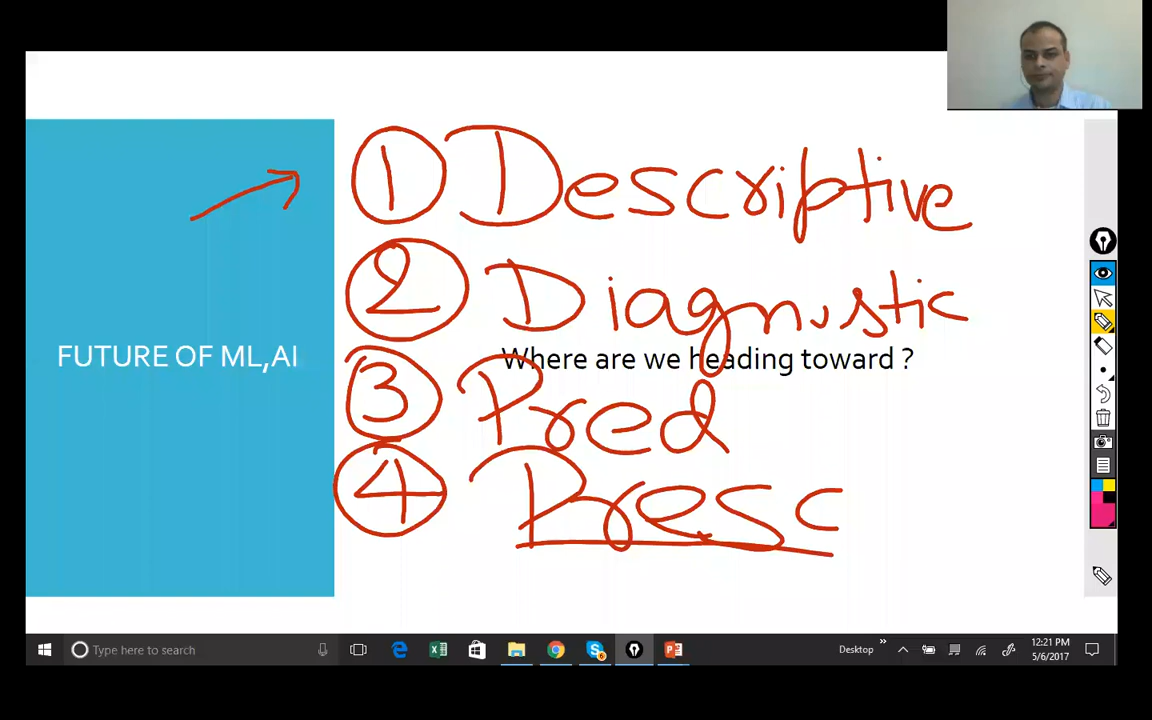 1 Descriptive
2 Diagnostic
FUTURE OF ML,AI
Where are we heading toward ?
3 Pred
4 Presc
Type here to search
Desktop
12:21 PM
5/6/2017